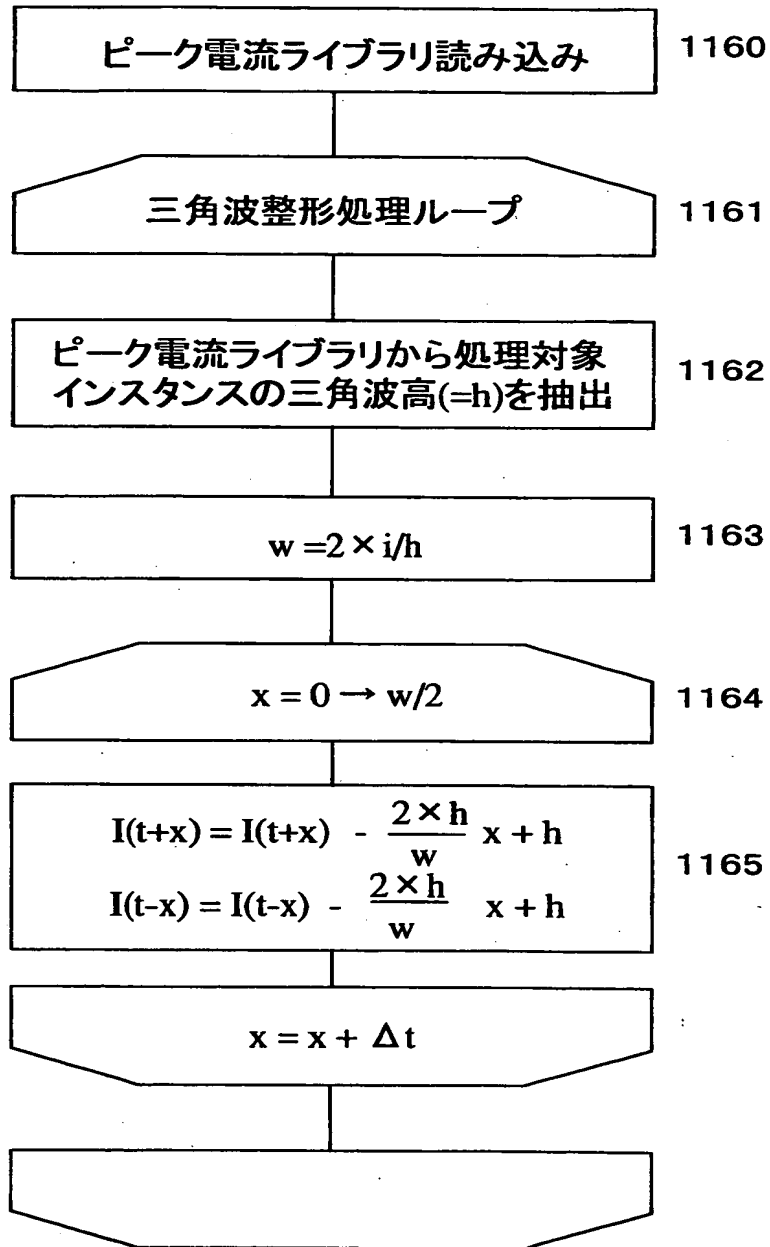 ピーク電流ライブラリ読み込み 1160
三角波整形処理ループ 1161
ピーク電流ライブラリから処理対象
インスタンスの三角波高(=h)を抽出 1162
w =2 × i/h 1163
x = 0 → w/2 1164
I(t+x) = I(t+x) - 2 × h / w x + h
I(t-x) = I(t-x) - 2 × h / w x + h 1165
x = x + Δt